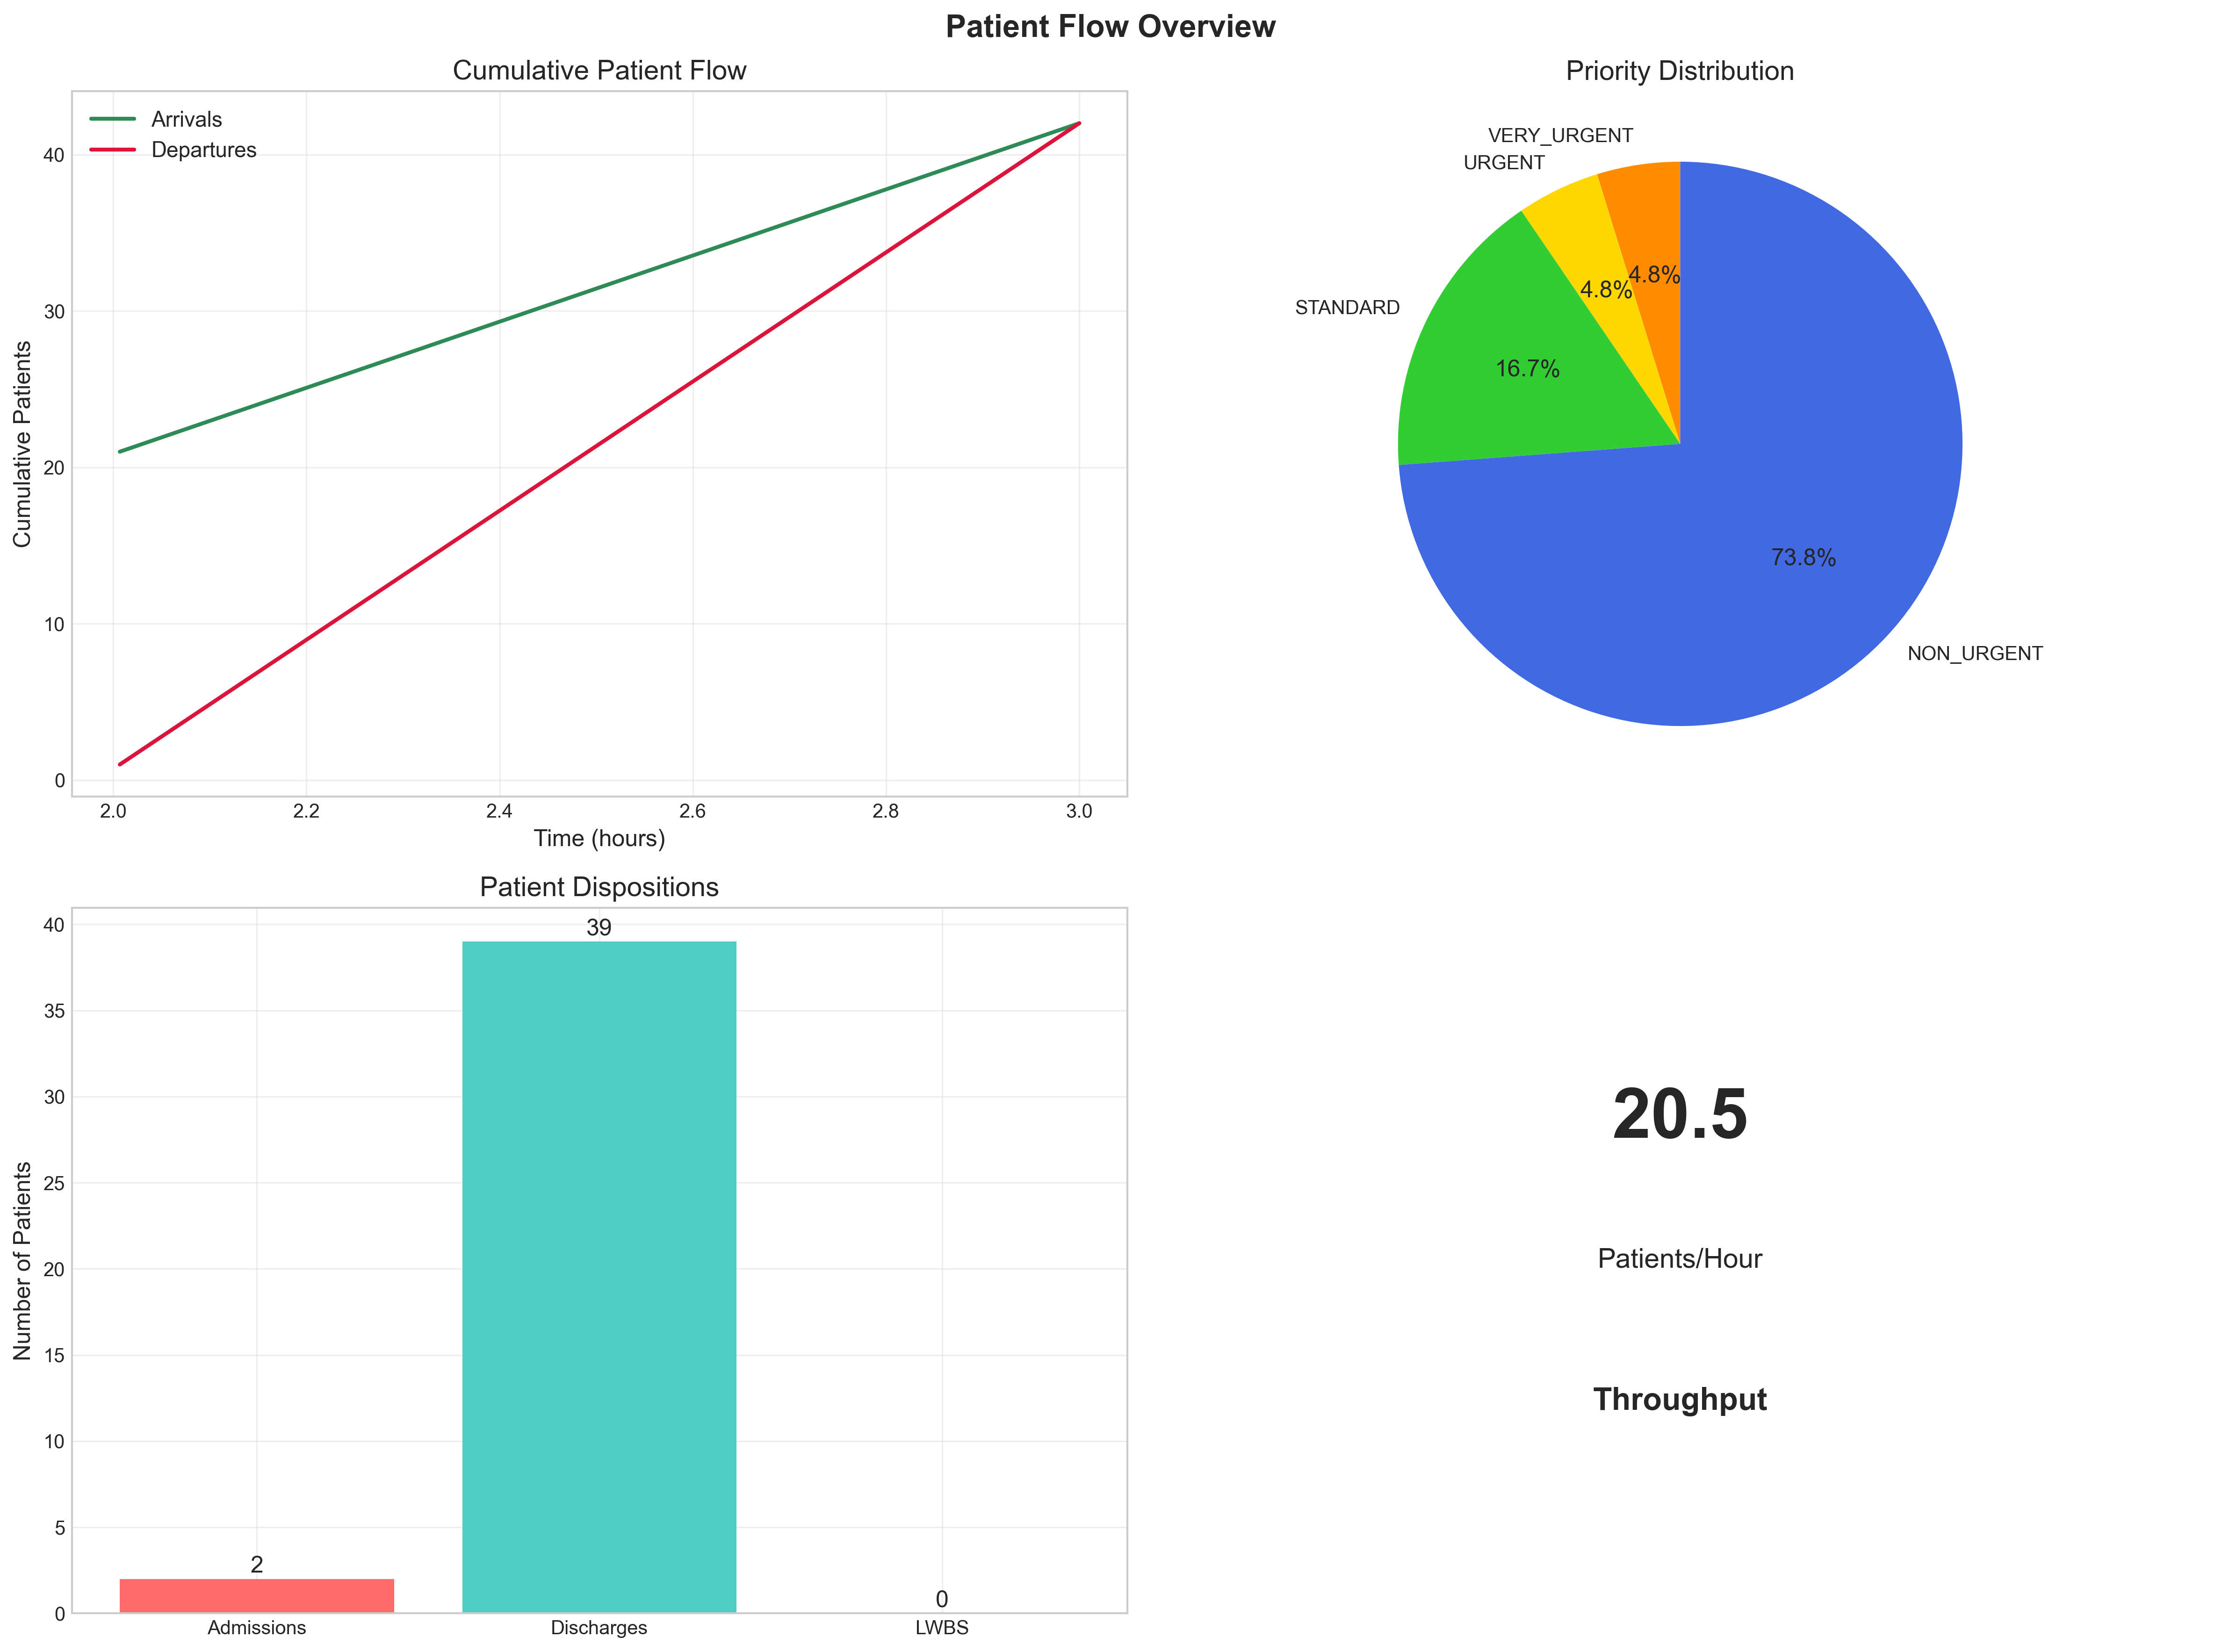 Patient Flow Overview
Cumulative Patient Flow
Arrivals
Departures
Cumulative Patients
40
30
20
10
0
2.0 2.2 2.4 2.6 2.8 3.0
Time (hours)
Priority Distribution
VERY_URGENT
URGENT
STANDARD
NON_URGENT
4.8%
4.8%
16.7%
73.8%
Patient Dispositions
Number of Patients
40
35
30
25
20
15
10
5
0
39
2
0
Admissions Discharges LWBS
20.5
Patients/Hour
Throughput